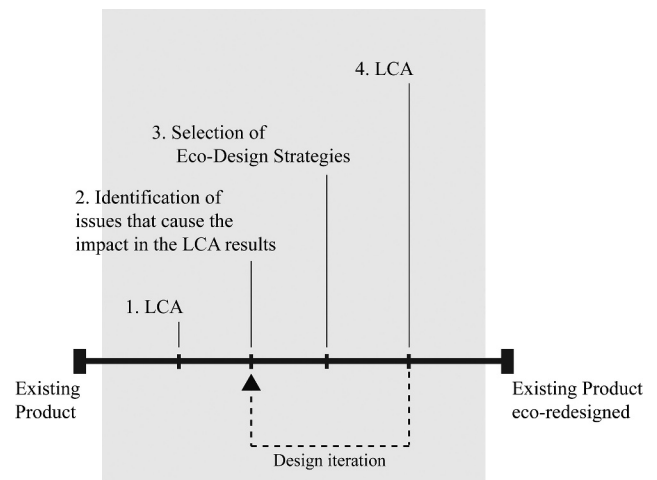 4. LCA
3. Selection of
Eco-Design Strategies
2. Identification of
issues that cause the
impact in the LCA results
1. LCA
Existing
Product
Existing Product
eco-redesigned
Design iteration